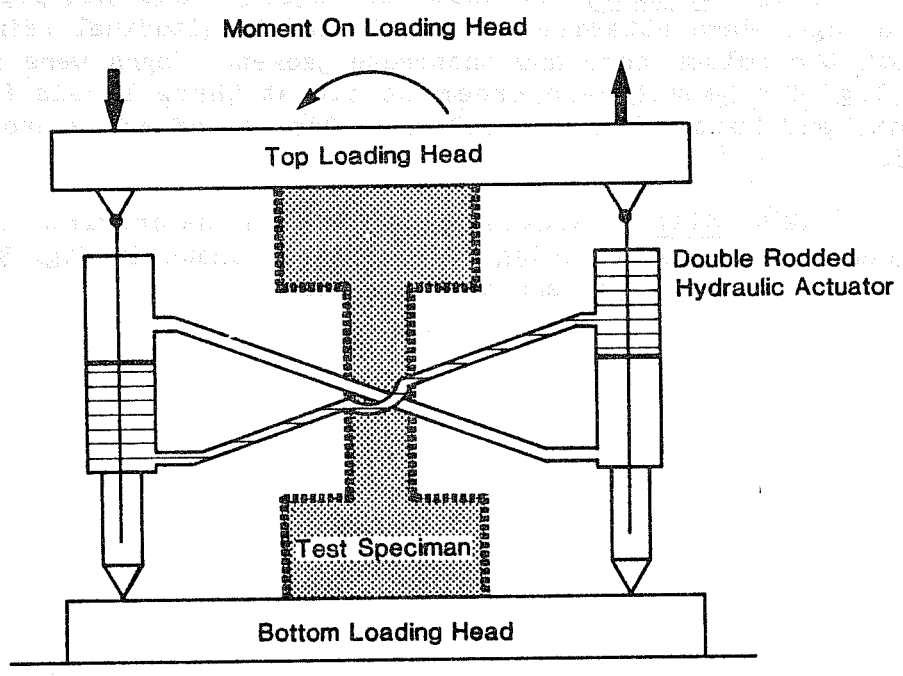 Moment On Loading Head
Top Loading Head
Double Rodded
Hydraulic Actuator
Test Speciman
Bottom Loading Head